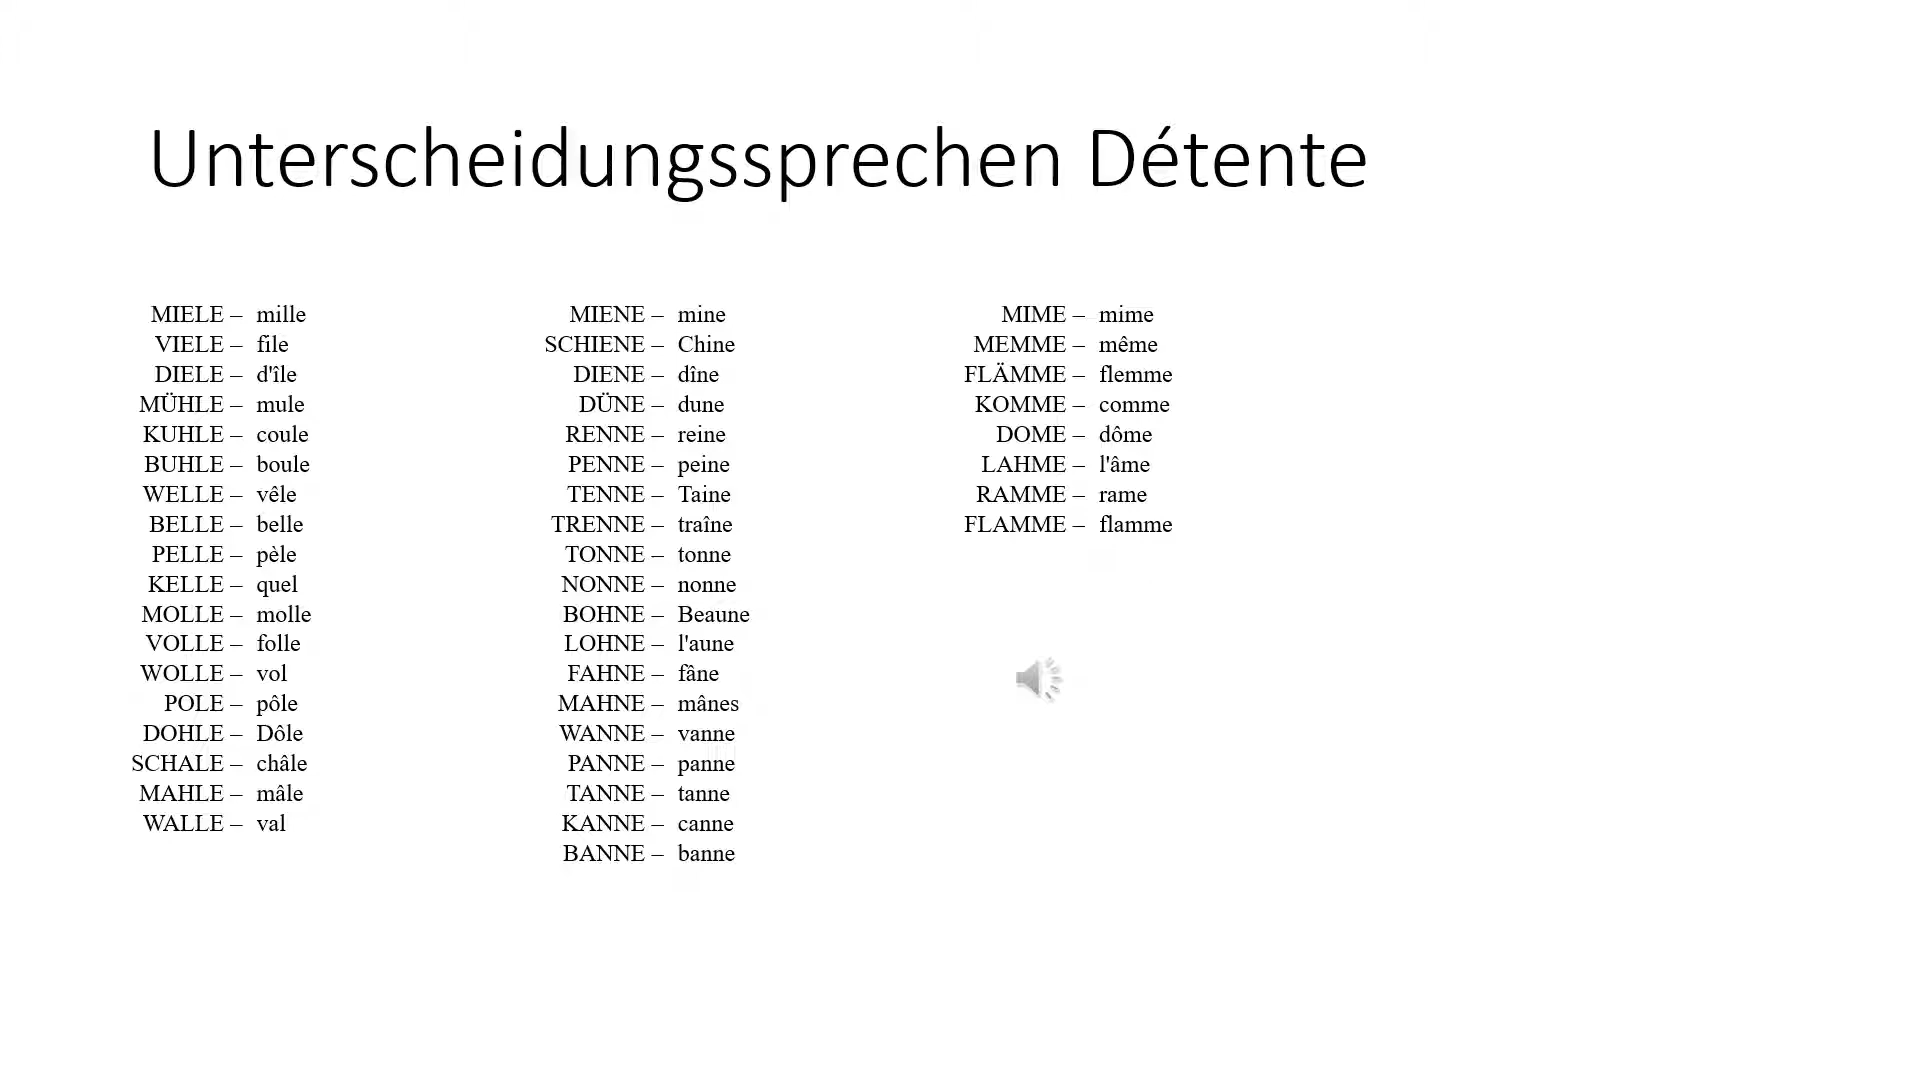 Unterscheidungssprechen Détente
MIELE – mille
VIELE – file
DIELE – d'île
MÜHLE – mule
KUHLE – coule
BUHLE – boule
WELLE – vêle
BELLE – belle
PELLE – pèle
KELLE – quel
MOLLE – molle
VOLLE – folle
WOLLE – vol
POLE – pôle
DOHLE – Dôle
SCHALE – châle
MAHLE – mâle
WALLE – val
MIENE – mine
SCHIENE – Chine
DIENE – dîne
DÜNE – dune
RENNE – reine
PENNE – peine
TENNE – Taine
TRENNE – traîne
TONNE – tonne
NONNE – nonne
BOHNE – Beaune
LOHNE – l'aune
FAHNE – fâne
MAHNE – mânes
WANNE – vanne
PANNE – panne
TANNE – tanne
KANNE – canne
BANNE – banne
MIME – mime
MEMME – même
FLÄMME – flemme
KOMME – comme
DOME – dôme
LAHME – l'âme
RAMME – rame
FLAMME – flamme